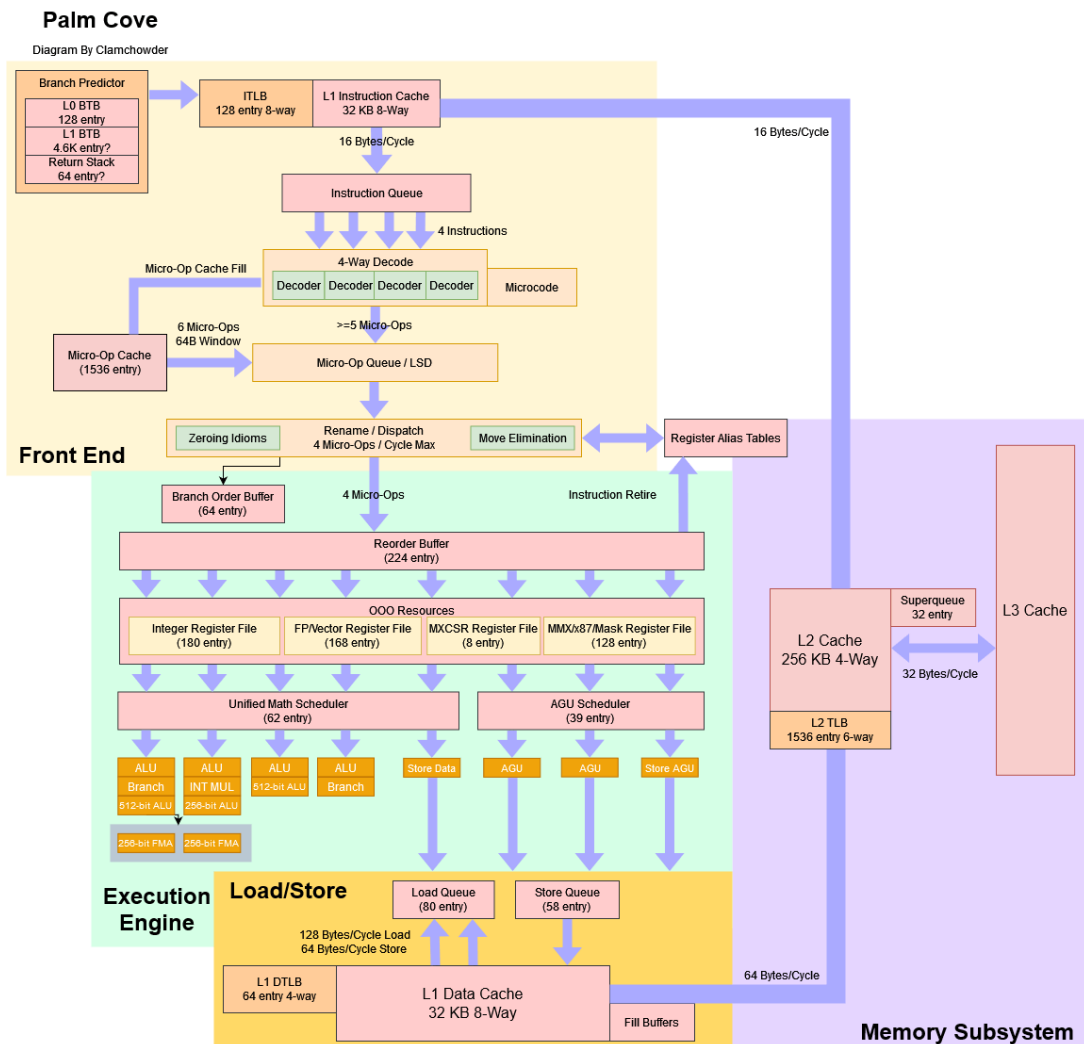 Palm Cove
Diagram By Clamchowder
Branch Predictor
L0 BTB
128 entry
L1 BTB
4.6K entry?
Return Stack
64 entry?
ITLB
128 entry 8-way
L1 Instruction Cache
32 KB 8-Way
16 Bytes/Cycle
16 Bytes/Cycle
Instruction Queue
4 Instructions
4-Way Decode
Decoder
Decoder
Decoder
Decoder
Microcode
Micro-Op Cache Fill
>=5 Micro-Ops
6 Micro-Ops
64B Window
Micro-Op Cache
(1536 entry)
Micro-Op Queue / LSD
Rename / Dispatch
4 Micro-Ops / Cycle Max
Zeroing Idioms
Move Elimination
Register Alias Tables
Front End
Branch Order Buffer
(64 entry)
4 Micro-Ops
Instruction Retire
Reorder Buffer
(224 entry)
OOO Resources
Integer Register File
(180 entry)
FP/Vector Register File
(168 entry)
MXCSR Register File
(8 entry)
MMX/x87/Mask Register File
(128 entry)
Unified Math Scheduler
(62 entry)
AGU Scheduler
(39 entry)
ALU
Branch
512-bit ALU
ALU
INT MUL
256-bit ALU
ALU
512-bit ALU
ALU
Branch
Store Data
AGU
AGU
Store AGU
256-bit FMA
256-bit FMA
Execution
Engine
Load/Store
Load Queue
(80 entry)
Store Queue
(58 entry)
128 Bytes/Cycle Load
64 Bytes/Cycle Store
L1 DTLB
64 entry 4-way
L1 Data Cache
32 KB 8-Way
Fill Buffers
64 Bytes/Cycle
L2 Cache
256 KB 4-Way
Superqueue
32 entry
32 Bytes/Cycle
L2 TLB
1536 entry 6-way
L3 Cache
Memory Subsystem